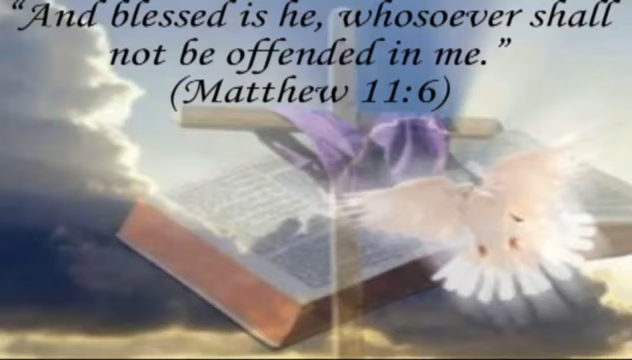 “And blessed is he, whosoever shall
not be offended in me.”
(Matthew 11:6)